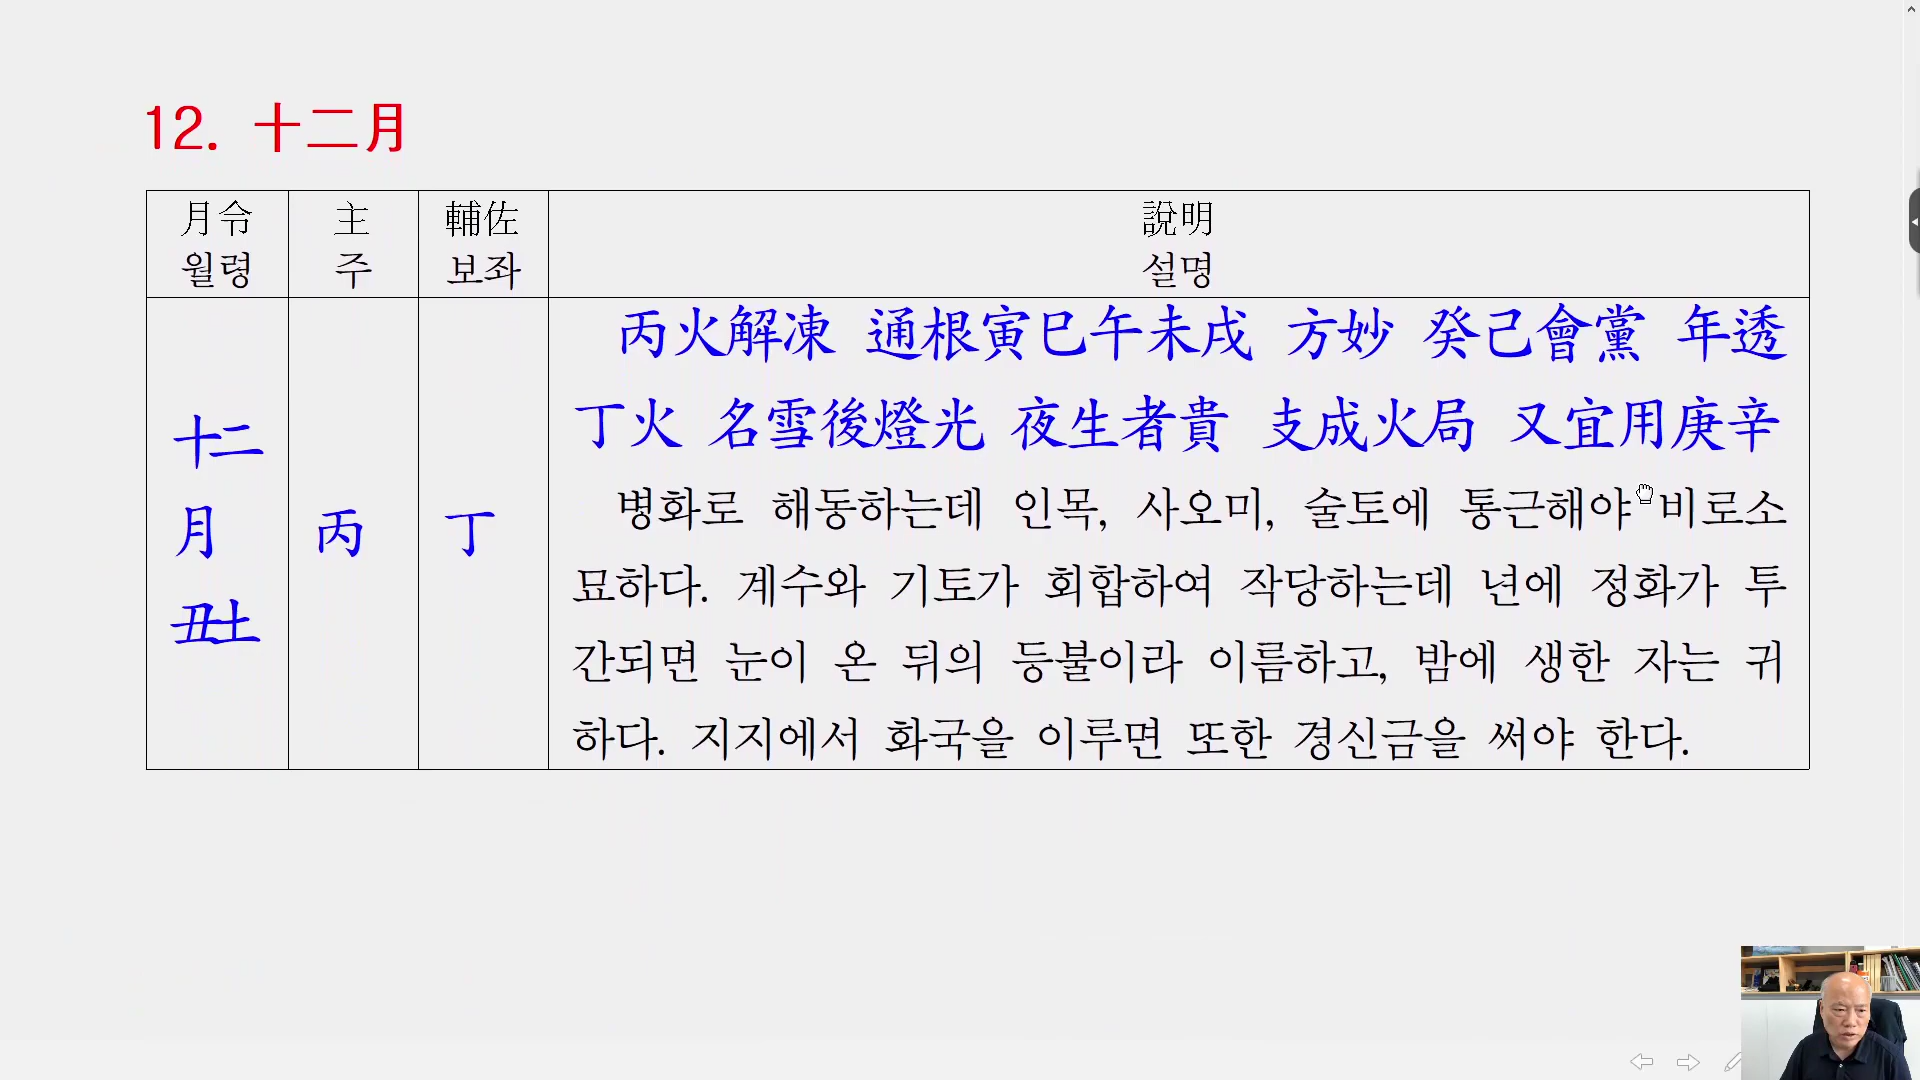 12. 十二月
月令 主 輔佐 說明
월령 주 보좌 설명
十二
月
丑土
丙
丁
丙火解凍 通根寅巳午未戌 方妙 癸己會黨 年透
丁火 名雪後燈光 夜生者貴 支成火局 又宜用庚辛
병화로 해동하는데 인목, 사오미, 술토에 통근해야 비로소
묘하다. 계수와 기토가 회합하여 작당하는데 년에 정화가 투
간되면 눈이 온 뒤의 등불이라 이름하고, 밤에 생한 자는 귀
하다. 지지에서 화국을 이루면 또한 경신금을 써야 한다.